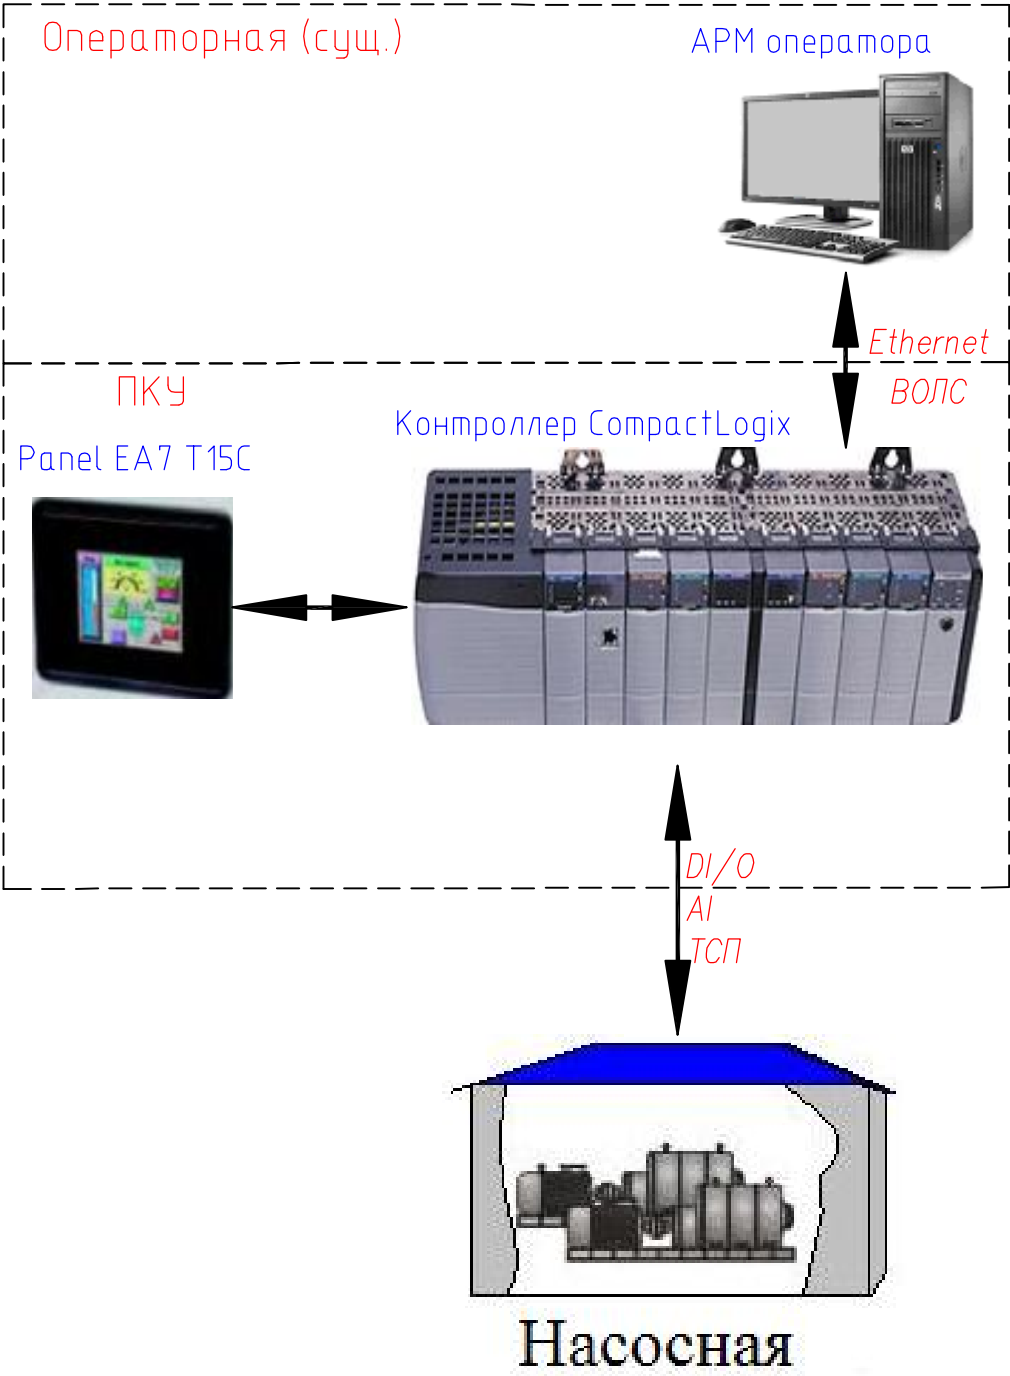 Операторная (сущ.)
АРМ оператора
Ethernet
ВОЛС
ПКУ
Контроллер CompactLogix
Panel EA7 T15C
DI/O
AI
ТСП
Насосная